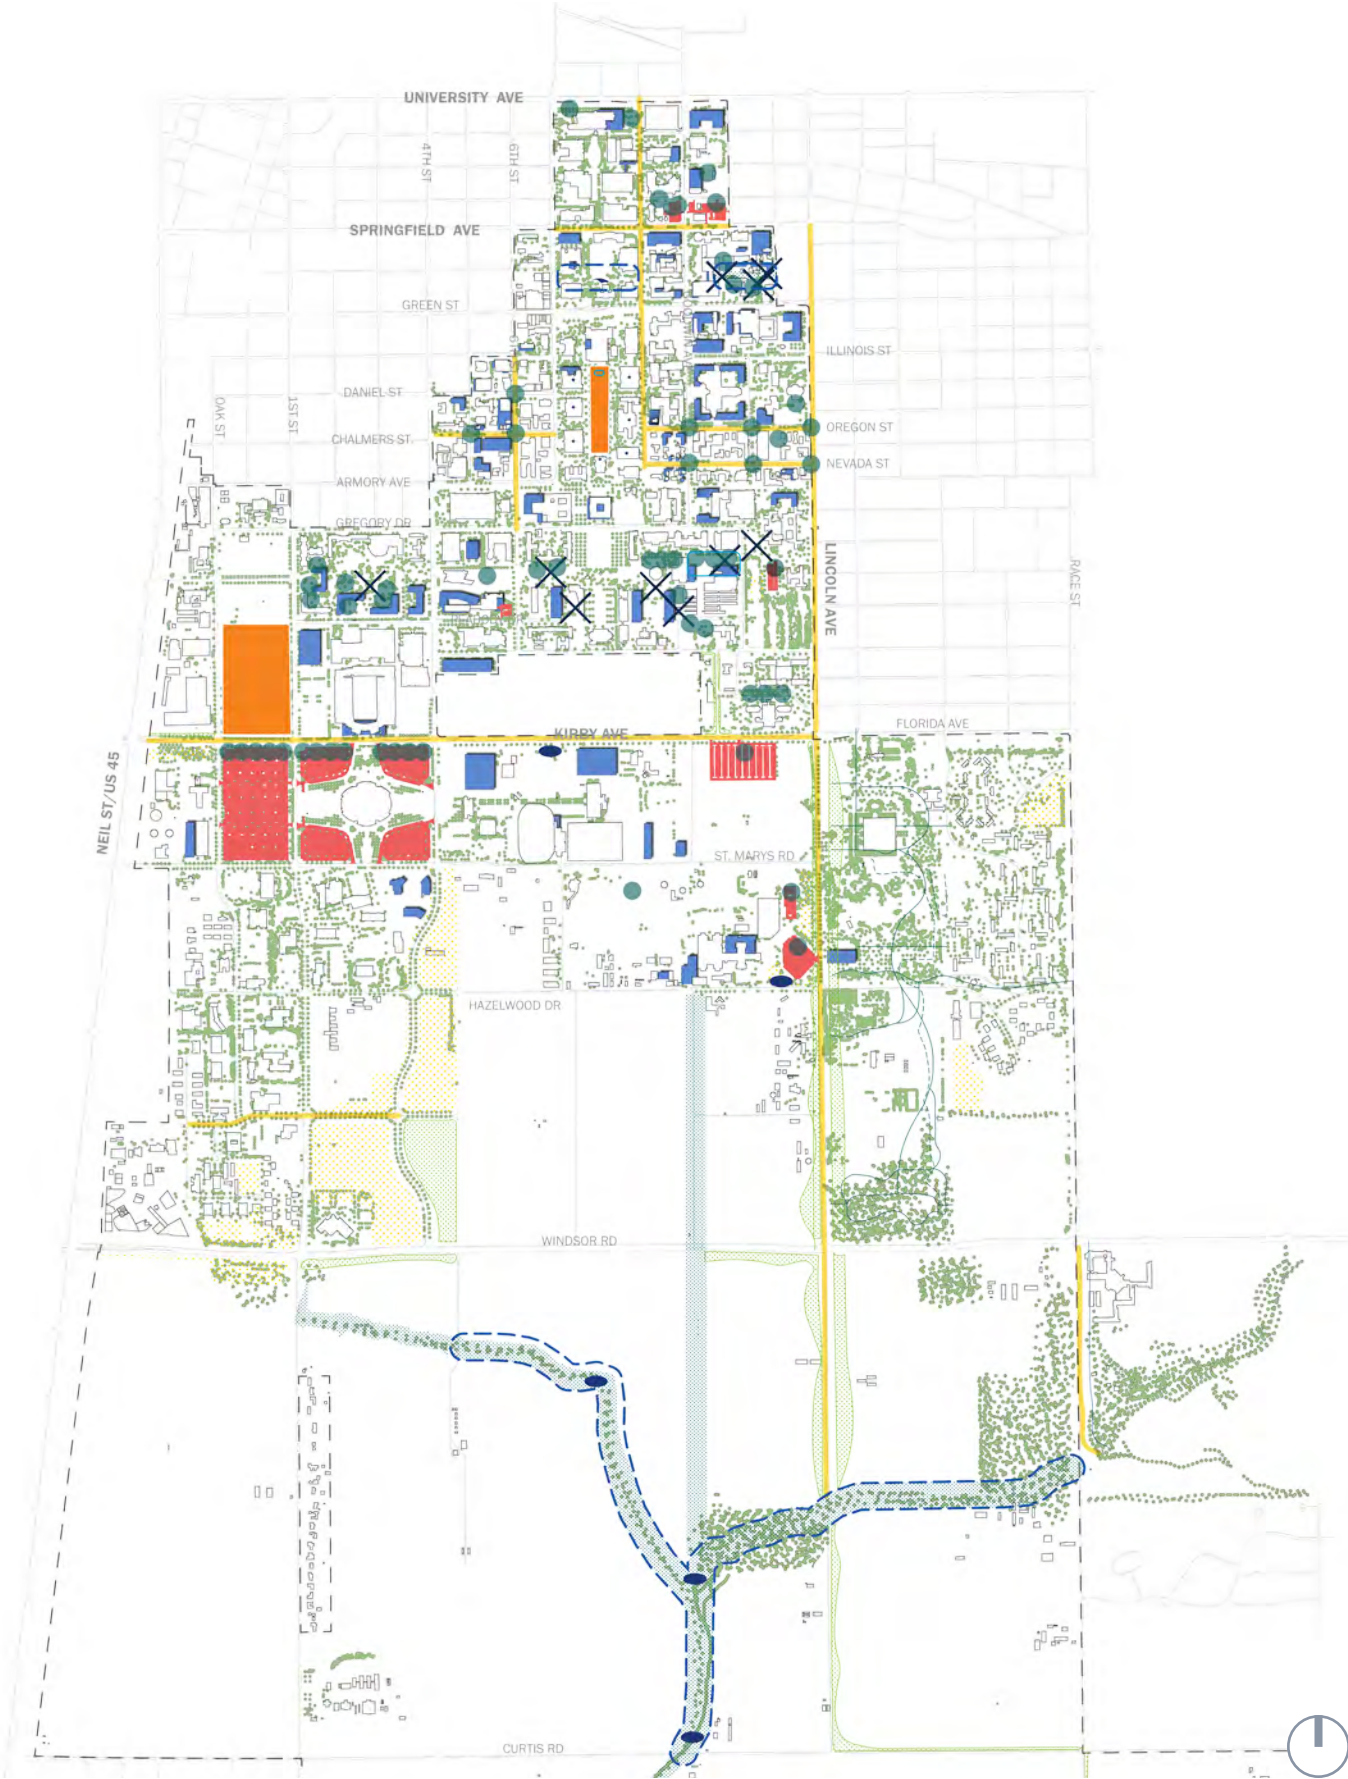 UNIVERSITY AVE
4TH ST
6TH ST
SPRINGFIELD AVE
GREEN ST
ILLINOIS ST
DANIEL ST
OAK ST
1ST ST
OREGON ST
CHALMERS ST.
NEVADA ST
ARMORY AVE
GREGORY DR
LINCOLN AVE
RACE ST
FLORIDA AVE
KIRBY AVE
NEIL ST/US 45
ST. MARYS RD
HAZELWOOD DR
WINDSOR RD
CURTIS RD